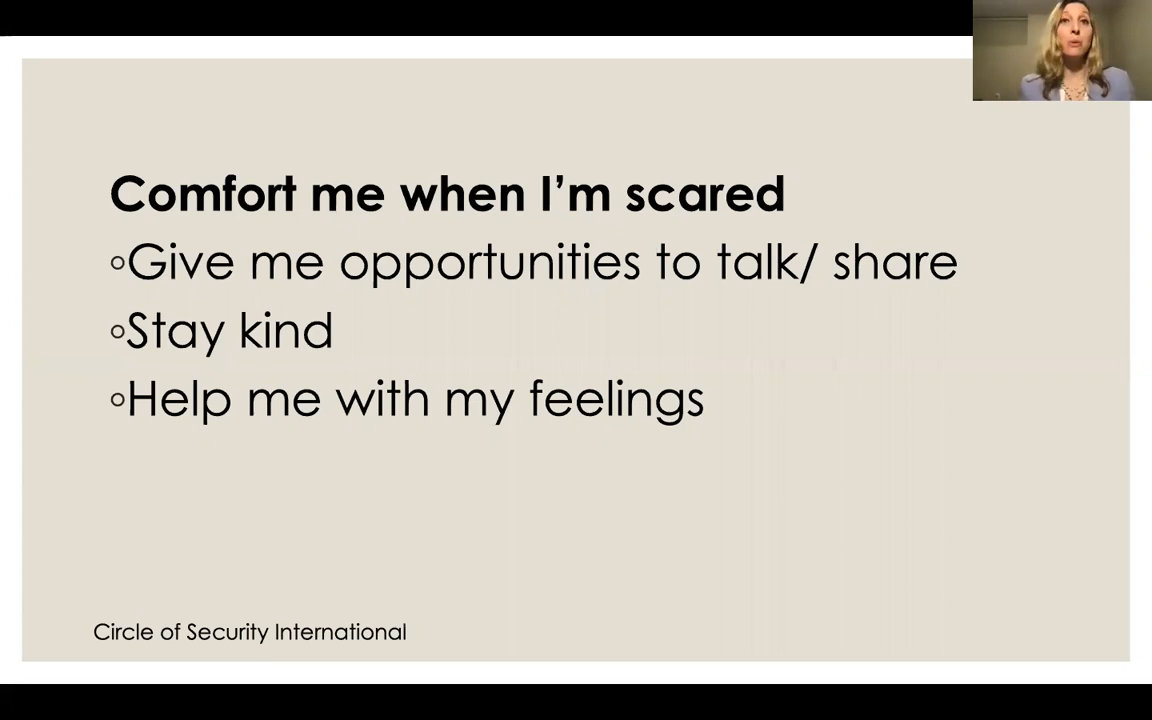 Comfort me when I'm scared
◦Give me opportunities to talk/ share
◦Stay kind
◦Help me with my feelings
Circle of Security International